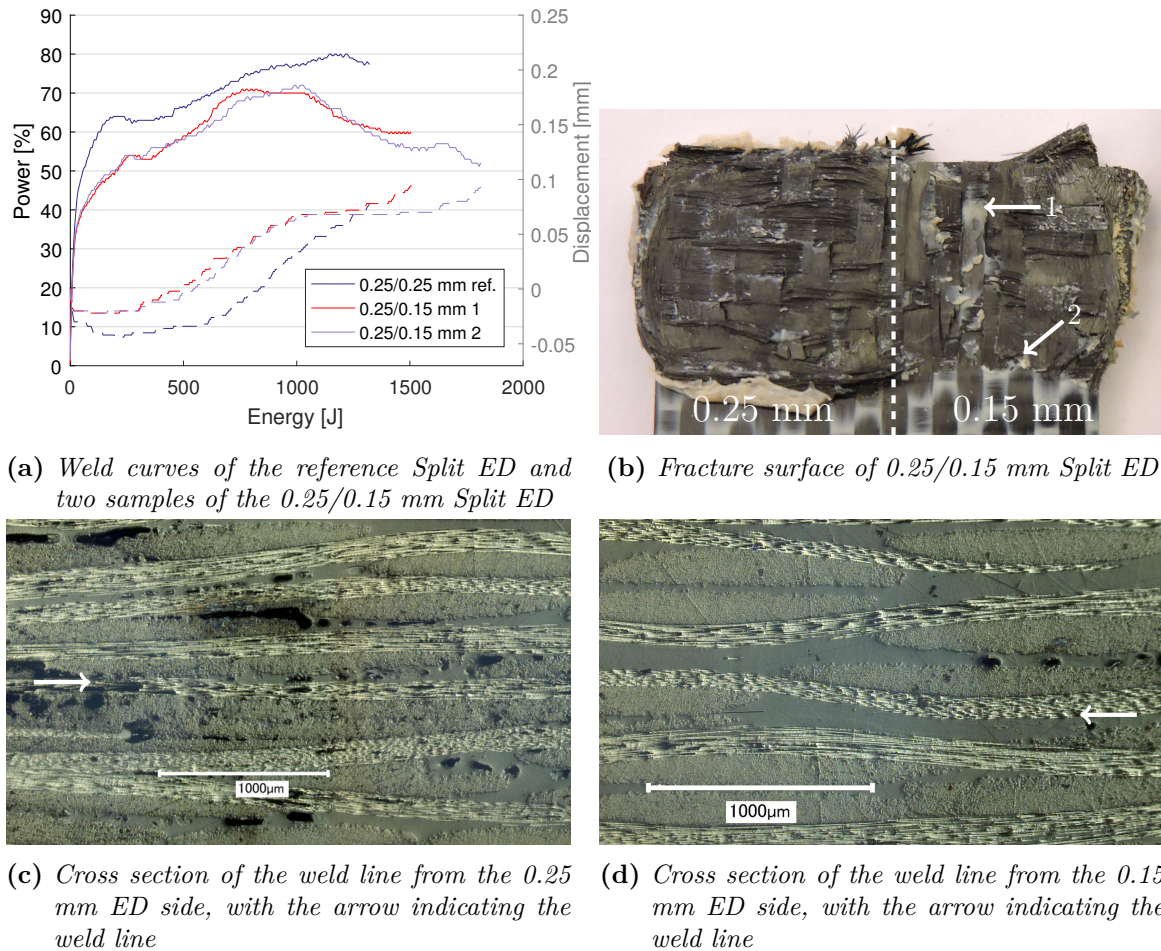 90
80
70
60
50
40
30
20
10
0
Power [%]
0.25
0.2
0.15
0.1
0.05
0
-0.05
Displacement [mm]
0.25/0.25 mm ref.
0.25/0.15 mm 1
0.25/0.15 mm 2
0 500 1000 1500 2000
Energy [J]
1
2
0.25 mm 0.15 mm
(a) Weld curves of the reference Split ED and
two samples of the 0.25/0.15 mm Split ED
(b) Fracture surface of 0.25/0.15 mm Split ED
1000μm
1000μm
(c) Cross section of the weld line from the 0.25
mm ED side, with the arrow indicating the
weld line
(d) Cross section of the weld line from the 0.15
mm ED side, with the arrow indicating the
weld line